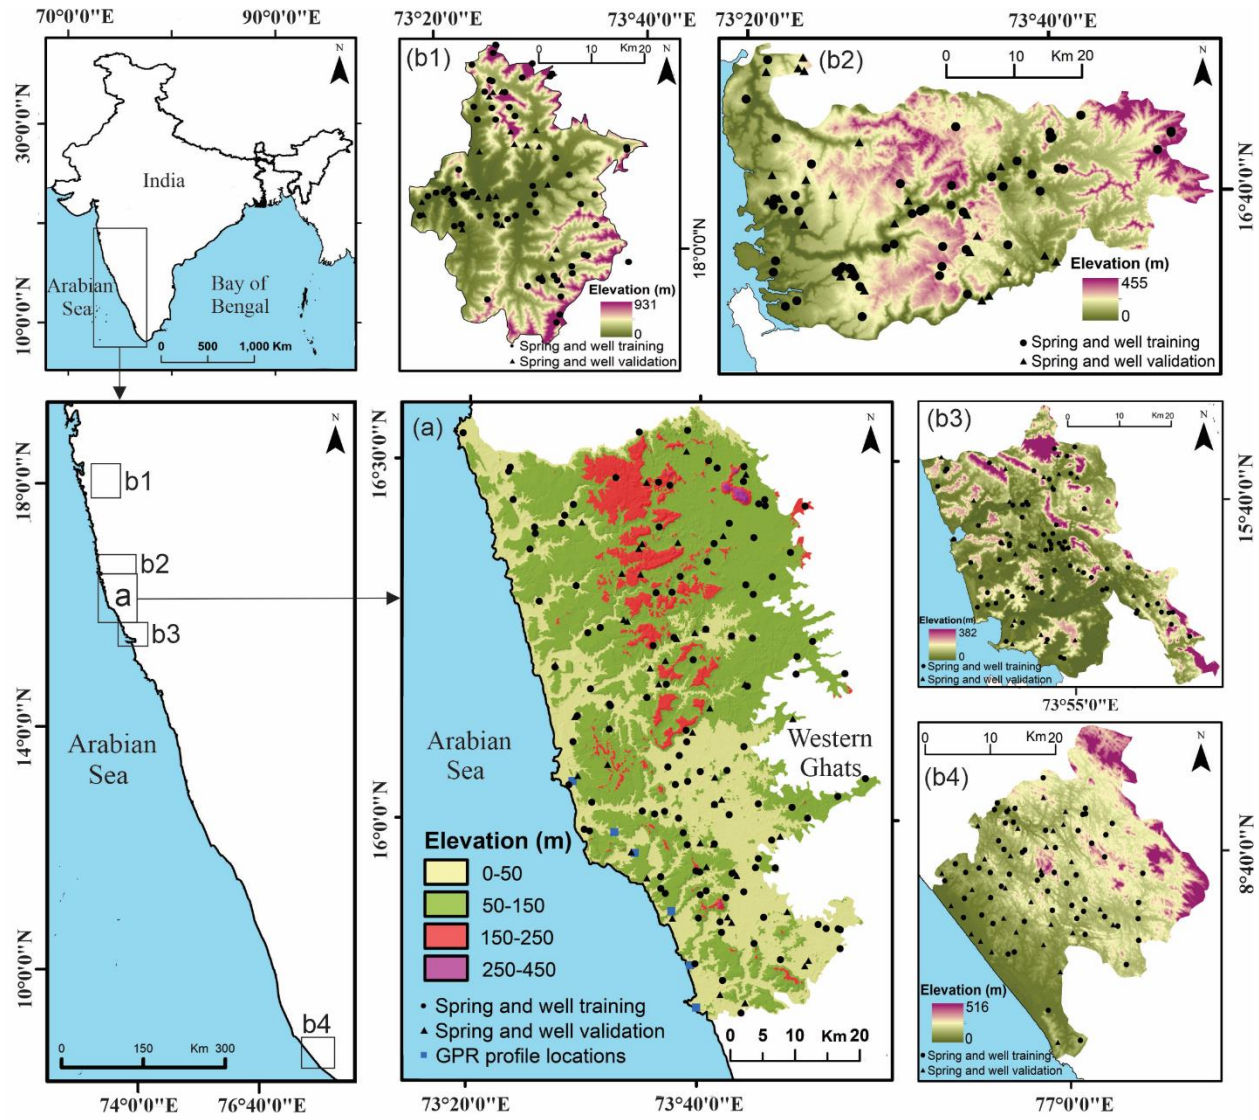 70°0'0"E
90°0'0"E
30°0'0"N
10°0'0"N
N
India
Arabian
Sea
Bay of
Bengal
0 500 1,000 Km
73°20'0"E
73°40'0"E
(b1)
N
0 10 Km 20
18°0'0"N
Elevation (m)
931
0
Spring and well training
Spring and well validation
73°20'0"E
73°40'0"E
0 10 Km 20
(b2)
N
16°40'0"N
Elevation (m)
455
0
Spring and well training
Spring and well validation
18°0'0"N
14°0'0"N
10°0'0"N
N
b1
b2
a
b3
b4
Arabian
Sea
0 150 Km 300
74°0'0"E
76°40'0"E
(a)
N
16°30'0"N
16°0'0"N
Arabian
Sea
Western
Ghats
Elevation (m)
0-50
50-150
150-250
250-450
Spring and well training
Spring and well validation
GPR profile locations
0 5 10 Km 20
73°20'0"E
73°40'0"E
(b3)
N
0 10 Km 20
15°40'0"N
Elevation(m)
382
0
Spring and well training
Spring and well validation
73°55'0"E
0 10 Km 20
N
(b4)
8°40'0"N
Elevation (m)
516
0
Spring and well training
Spring and well validation
77°0'0"E